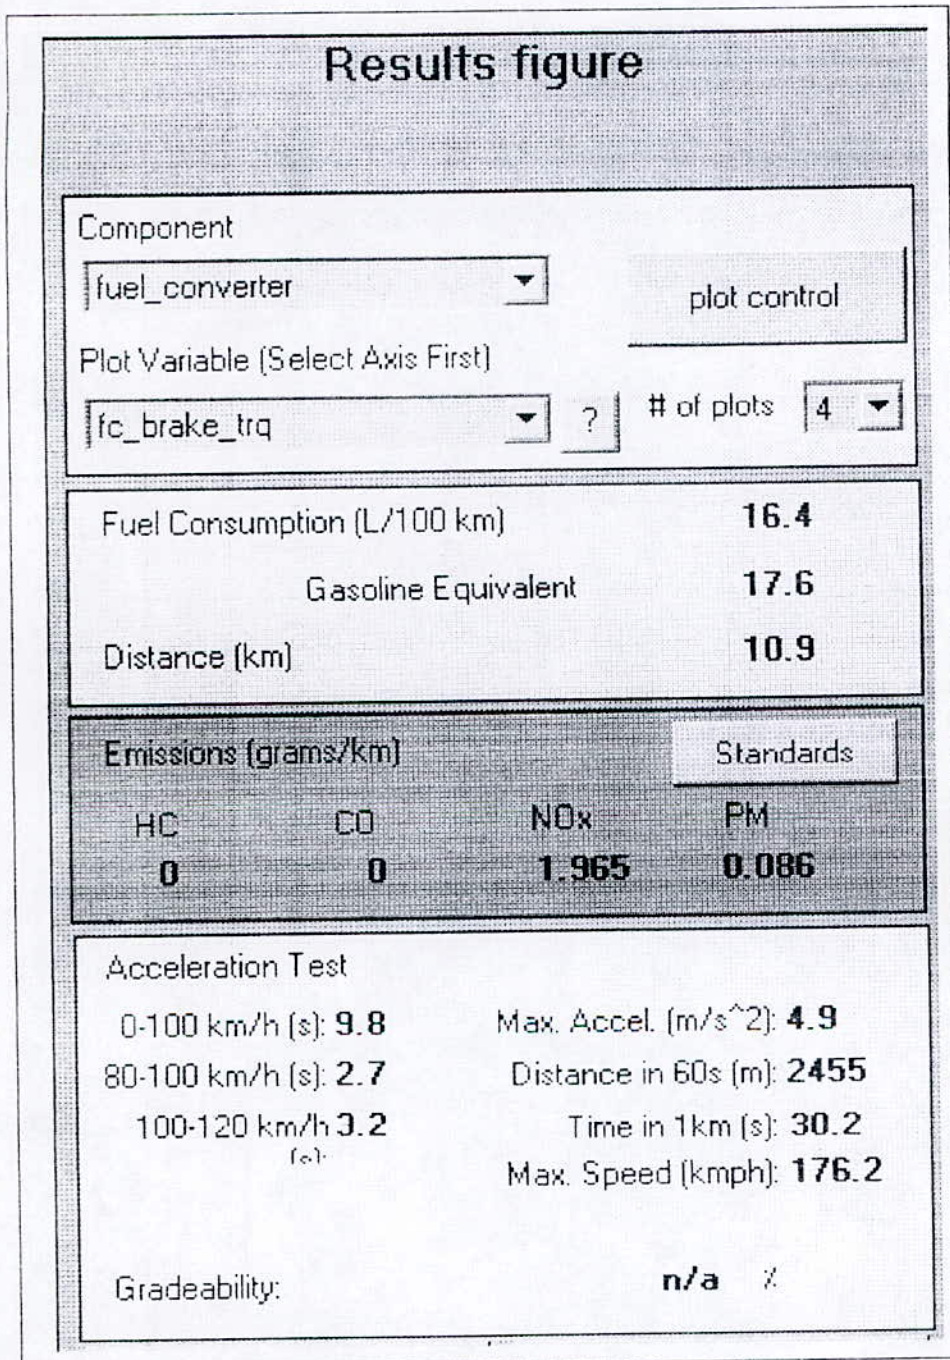 Results figure
Component
fuel_converter
plot control
Plot Variable (Select Axis First)
fc_brake_trq
?
# of plots
4
Fuel Consumption (L/100 km) 16.4
Gasoline Equivalent 17.6
Distance (km) 10.9
Emissions (grams/km) Standards
HC CO NOx PM
0 0 1.965 0.086
Acceleration Test
0-100 km/h (s): 9.8 Max. Accel. (m/s^2): 4.9
80-100 km/h (s): 2.7 Distance in 60s (m): 2455
100-120 km/h 3.2 Time in 1km (s): 30.2
Max. Speed (kmph): 176.2
Gradeability: n/a %